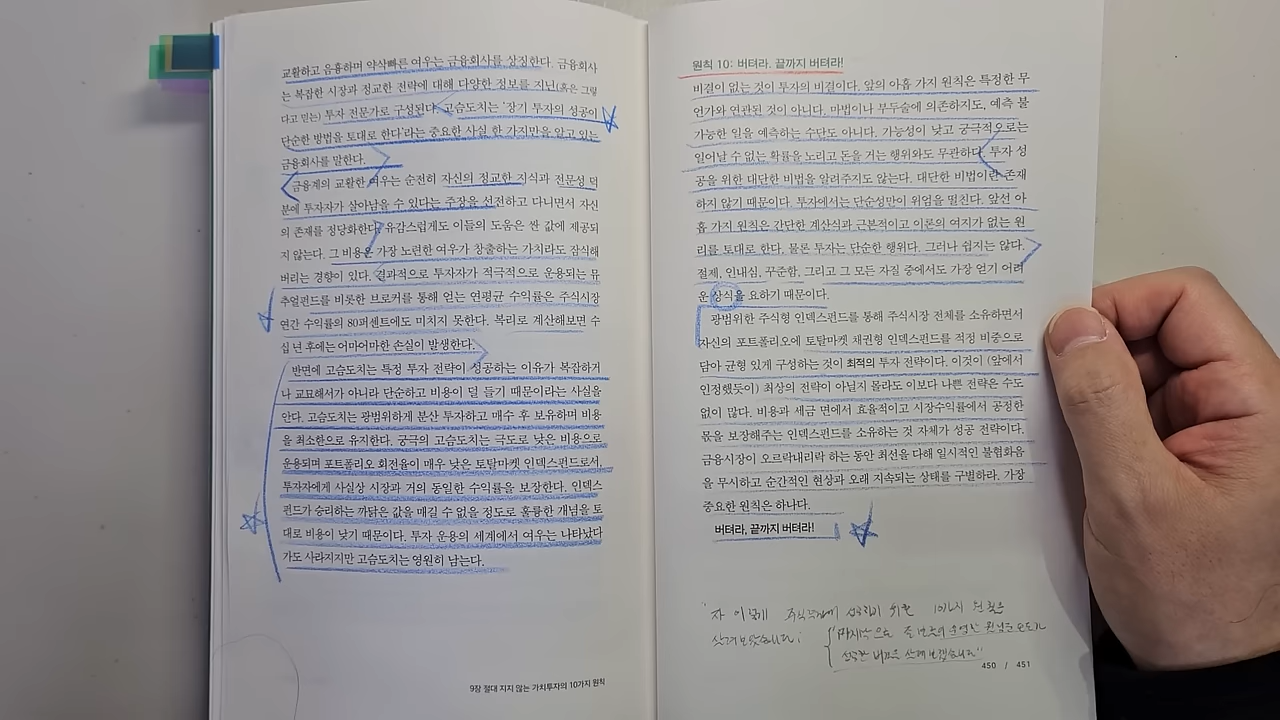 교활하고 음흉하며 약삭빠른 여우는 금융회사를 상징한다. 금융회사
는 복잡한 시장과 정교한 전략에 대해 다양한 정보를 지닌(혹은 그렇
다고 믿는) 투자 전문가로 구성된다. 고슴도치는 '장기 투자의 성공이
단순한 방법을 토대로 한다'라는 중요한 사실 한 가지만을 알고 있는
금융회사를 말한다.
금융계의 교활한 여우는 순전히 자신의 정교한 지식과 전문성 덕
분에 투자자가 살아남을 수 있다는 주장을 선전하고 다니면서 자신
의 존재를 정당화한다. 유감스럽게도 이들의 도움은 싼 값에 제공되
지 않는다. 그 비용은 가장 노련한 여우가 창출하는 가치라도 잠식해
버리는 경향이 있다. 결과적으로 투자자가 적극적으로 운용되는 뮤
추얼펀드를 비롯한 브로커를 통해 얻는 연평균 수익률은 주식시장
연간 수익률의 80퍼센트에도 미치지 못한다. 복리로 계산해보면 수
십 년 후에는 어마어마한 손실이 발생한다.
반면에 고슴도치는 특정 투자 전략이 성공하는 이유가 복잡하거
나 교묘해서가 아니라 단순하고 비용이 덜 들기 때문이라는 사실을
안다. 고슴도치는 광범위하게 분산 투자하고 매수 후 보유하며 비용
을 최소한으로 유지한다. 궁극의 고슴도치는 극도로 낮은 비용으로
운용되며 포트폴리오 회전율이 매우 낮은 토탈마켓 인덱스펀드로서,
투자자에게 사실상 시장과 거의 동일한 수익률을 보장한다. 인덱스
펀드가 승리하는 까닭은 값을 매길 수 없을 정도로 훌륭한 개념을 토
대로 비용이 낮기 때문이다. 투자 운용의 세계에서 여우는 나타났다
가도 사라지지만 고슴도치는 영원히 남는다.
9장 절대 지지 않는 가치투자의 10가지 원칙
원칙 10: 버텨라, 끝까지 버텨라!
비결이 없는 것이 투자의 비결이다. 앞의 아홉 가지 원칙은 특정한 무
언가와 연관된 것이 아니다. 마법이나 부두술에 의존하지도, 예측 불
가능한 일을 예측하는 수단도 아니다. 가능성이 낮고 궁극적으로는
일어날 수 없는 확률을 노리고 돈을 거는 행위와도 무관하다. 투자 성
공을 위한 대단한 비법을 알려주지도 않는다. 대단한 비법이란 존재
하지 않기 때문이다. 투자에서는 단순성만이 위엄을 떨친다. 앞선 아
홉 가지 원칙은 간단한 계산식과 근본적이고 이론의 여지가 없는 원
리를 토대로 한다. 물론 투자는 단순한 행위다. 그러나 쉽지는 않다.
절제, 인내심, 꾸준함, 그리고 그 모든 자질 중에서도 가장 얻기 어려
운 상식을 요하기 때문이다.
광범위한 주식형 인덱스펀드를 통해 주식시장 전체를 소유하면서
자신의 포트폴리오에 토탈마켓 채권형 인덱스펀드를 적정 비중으로
담아 균형 있게 구성하는 것이 최적의 투자 전략이다. 이것이 (앞에서
인정했듯이) 최상의 전략이 아닐지 몰라도 이보다 나쁜 전략은 수도
없이 많다. 비용과 세금 면에서 효율적이고 시장수익률에서 공정한
몫을 보장해주는 인덱스펀드를 소유하는 것 자체가 성공 전략이다.
금융시장이 오르락내리락 하는 동안 최선을 다해 일시적인 불협화음
을 무시하고 순간적인 현상과 오래 지속되는 상태를 구별하라. 가장
중요한 원칙은 하나다.
버텨라, 끝까지 버텨라!
"자 이렇게 주식투자에 성공하기 위한 10가지 원칙을
살펴보았습니다.
450 / 451